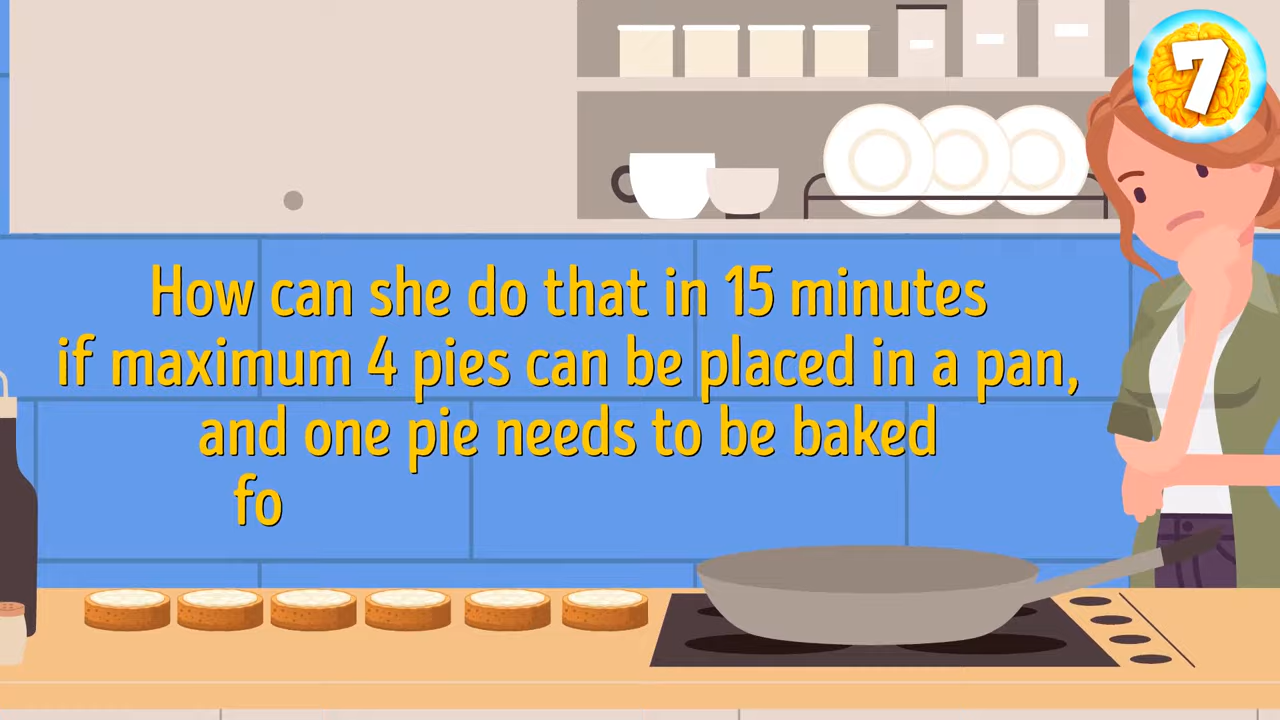 7
How can she do that in 15 minutes
if maximum 4 pies can be placed in a pan,
and one pie needs to be baked
fo